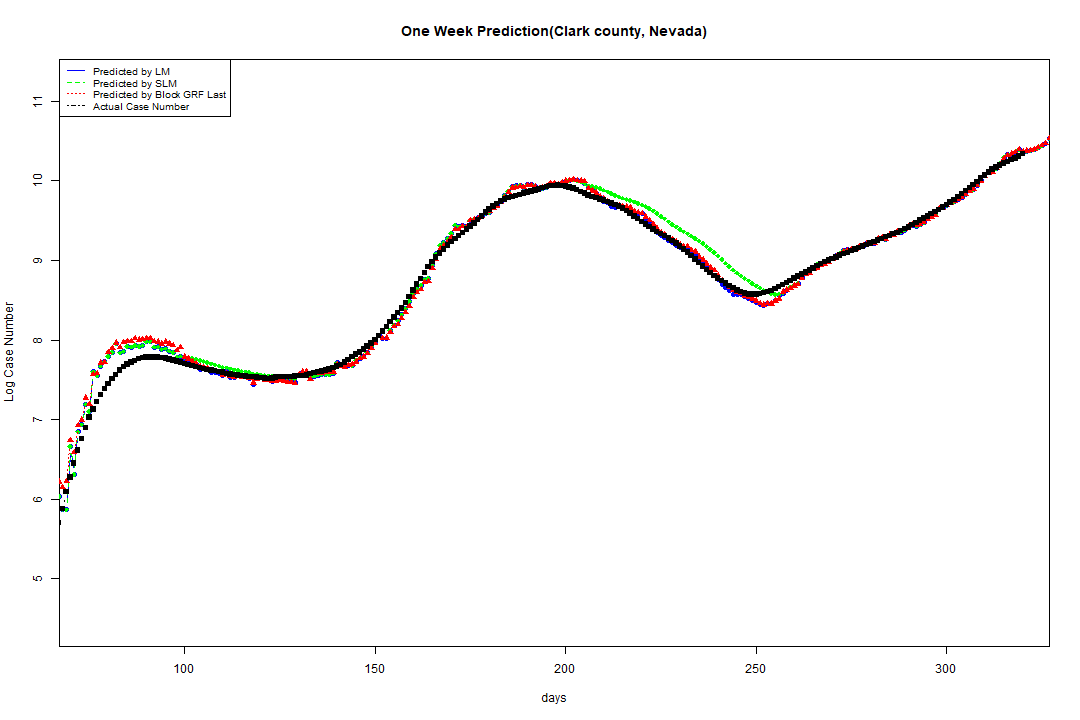 One Week Prediction(Clark county, Nevada)
Predicted by LM
Predicted by SLM
Predicted by Block GRF Last
Actual Case Number
11
10
9
8
7
6
5
Log Case Number
100 150 200 250 300
days